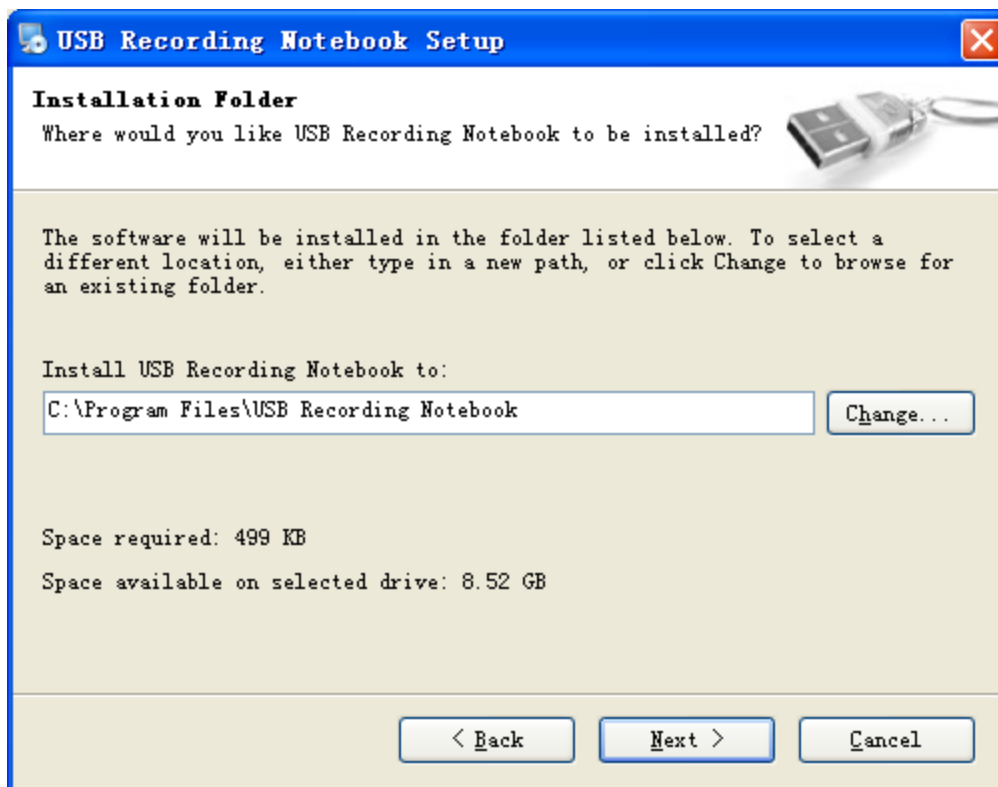 USB Recording Notebook Setup
Installation Folder
Where would you like USB Recording Notebook to be installed?
The software will be installed in the folder listed below. To select a
different location, either type in a new path, or click Change to browse for
an existing folder.
Install USB Recording Notebook to:
C:\Program Files\USB Recording Notebook
Change...
Space required: 499 KB
Space available on selected drive: 8.52 GB
< Back
Next >
Cancel